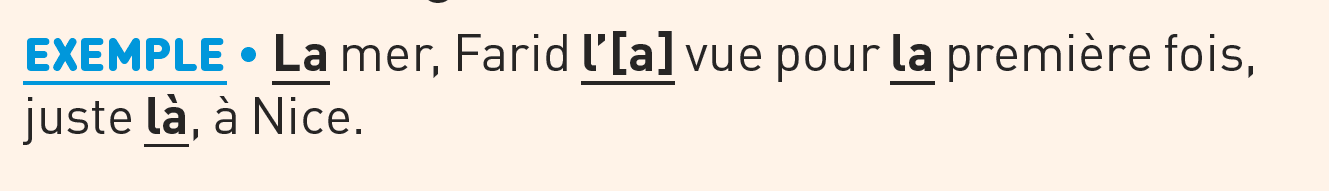 EXEMPLE • La mer, Farid l'[a] vue pour la première fois,
juste là, à Nice.